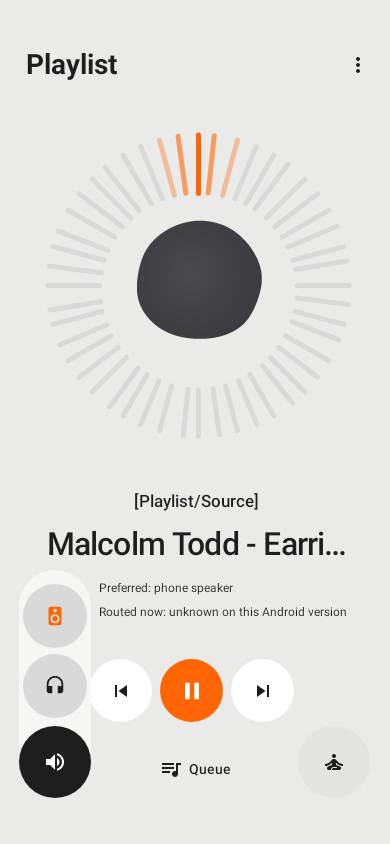 Playlist
[Playlist/Source]
Malcolm Todd - Earri...
Preferred: phone speaker
Routed now: unknown on this Android version
Queue